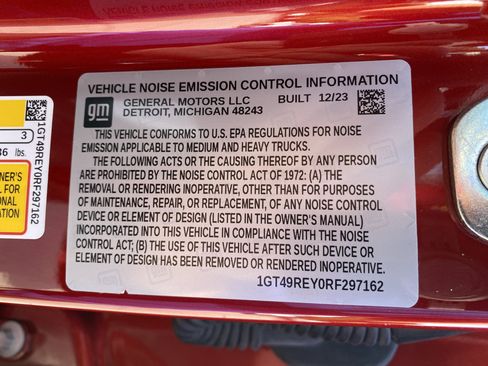 VEHICLE NOISE EMISSION CONTROL INFORMATION
gm
GENERAL MOTORS LLC BUILT 12/23
DETROIT, MICHIGAN 48243
THIS VEHICLE CONFORMS TO U.S. EPA REGULATIONS FOR NOISE
EMISSION APPLICABLE TO MEDIUM AND HEAVY TRUCKS.
THE FOLLOWING ACTS OR THE CAUSING THEREOF BY ANY PERSON
ARE PROHIBITED BY THE NOISE CONTROL ACT OF 1972: (A) THE
REMOVAL OR RENDERING INOPERATIVE, OTHER THAN FOR PURPOSES
OF MAINTENANCE, REPAIR, OR REPLACEMENT, OF ANY NOISE CONTROL
DEVICE OR ELEMENT OF DESIGN (LISTED IN THE OWNER'S MANUAL)
INCORPORATED INTO THIS VEHICLE IN COMPLIANCE WITH THE NOISE
CONTROL ACT; (B) THE USE OF THIS VEHICLE AFTER SUCH DEVICE OR
ELEMENT OF DESIGN HAS BEEN REMOVED OR RENDERED INOPERATIVE.
1GT49REY0RF297162
3
lbs.
1GT49REY0RF297162